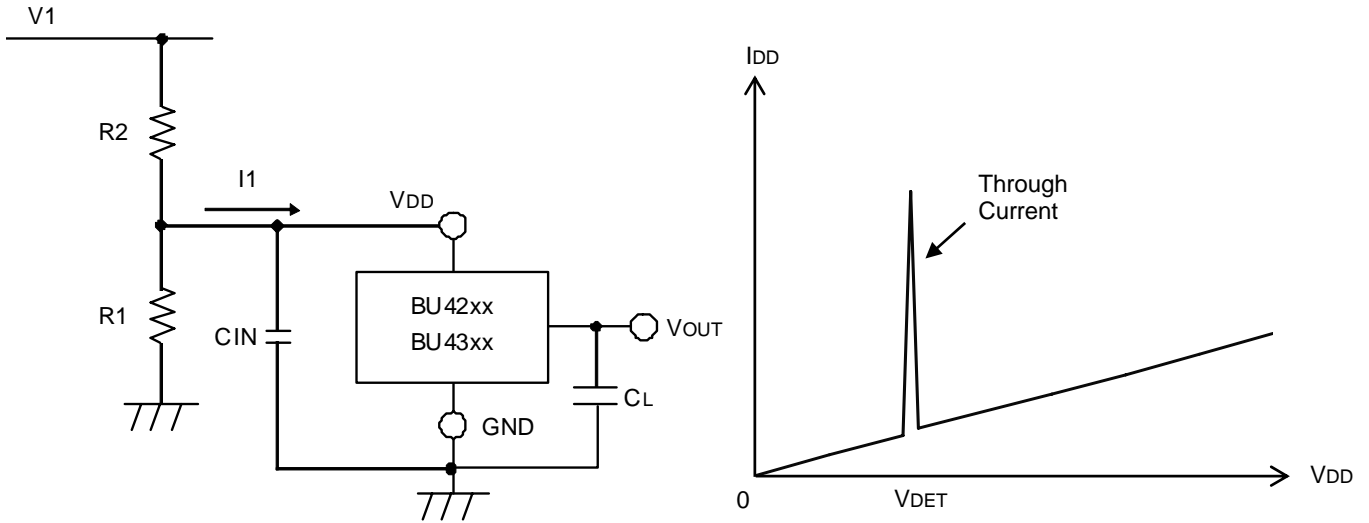 V1
R2
I1
VDD
R1
CIN
BU42xx
BU43xx
VOUT
CL
GND
IDD
Through
Current
0
VDET
VDD